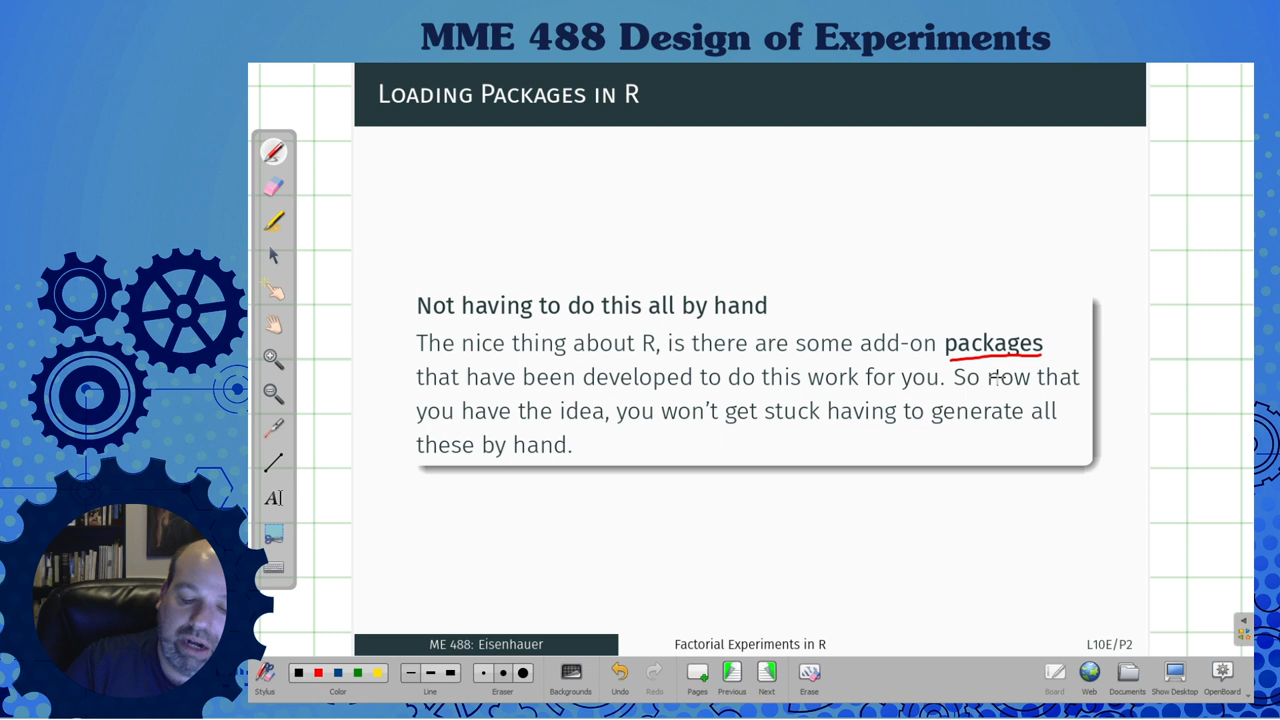 MME 488 Design of Experiments
Loading Packages in R
Not having to do this all by hand
The nice thing about R, is there are some add-on packages
that have been developed to do this work for you. So now that
you have the idea, you won't get stuck having to generate all
these by hand.
ME 488: Eisenhauer
Factorial Experiments in R
L10E/P2
Stylus
Color
Line
Eraser
Backgrounds
Undo
Redo
Pages
Previous
Next
Erase
Board
Web
Documents
Show Desktop
OpenBoard